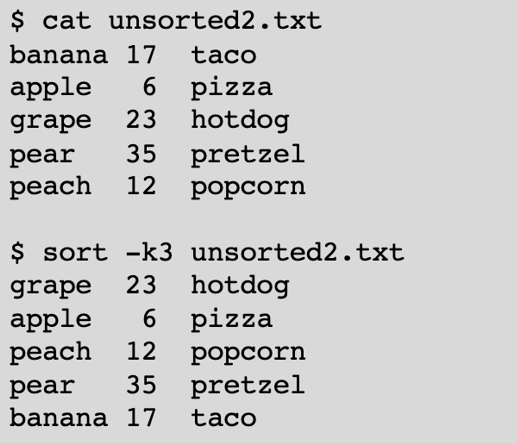 $ cat unsorted2.txt
banana 17  taco
apple   6  pizza
grape  23  hotdog
pear   35  pretzel
peach  12  popcorn

$ sort -k3 unsorted2.txt
grape  23  hotdog
apple   6  pizza
peach  12  popcorn
pear   35  pretzel
banana 17  taco